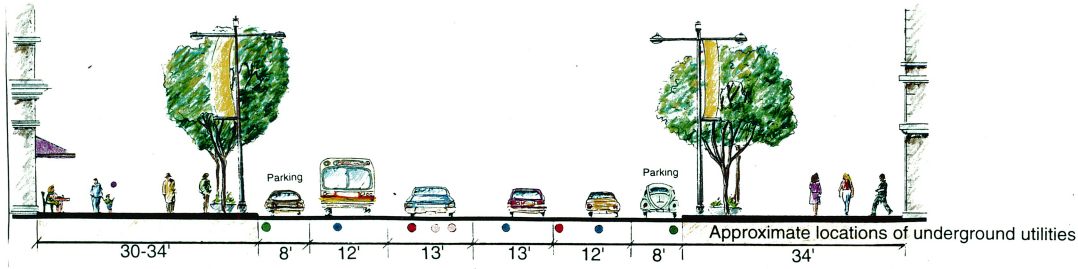 Parking
Parking
Approximate locations of underground utilities
30-34' 8' 12' 13' 13' 12' 8' 34'